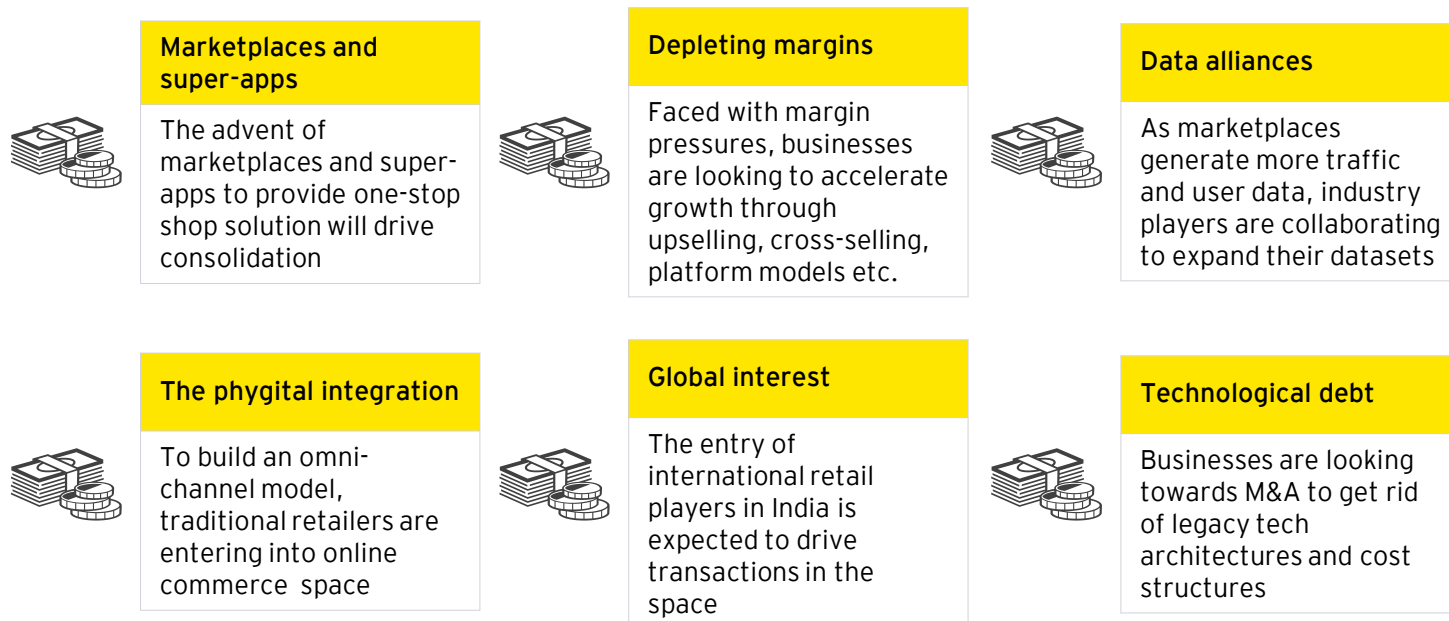 Marketplaces and
super-apps
The advent of
marketplaces and super-
apps to provide one-stop
shop solution will drive
consolidation
Depleting margins
Faced with margin
pressures, businesses
are looking to accelerate
growth through
upselling, cross-selling,
platform models etc.
Data alliances
As marketplaces
generate more traffic
and user data, industry
players are collaborating
to expand their datasets
The phygital integration
To build an omni-
channel model,
traditional retailers are
entering into online
commerce space
Global interest
The entry of
international retail
players in India is
expected to drive
transactions in the
space
Technological debt
Businesses are looking
towards M&A to get rid
of legacy tech
architectures and cost
structures